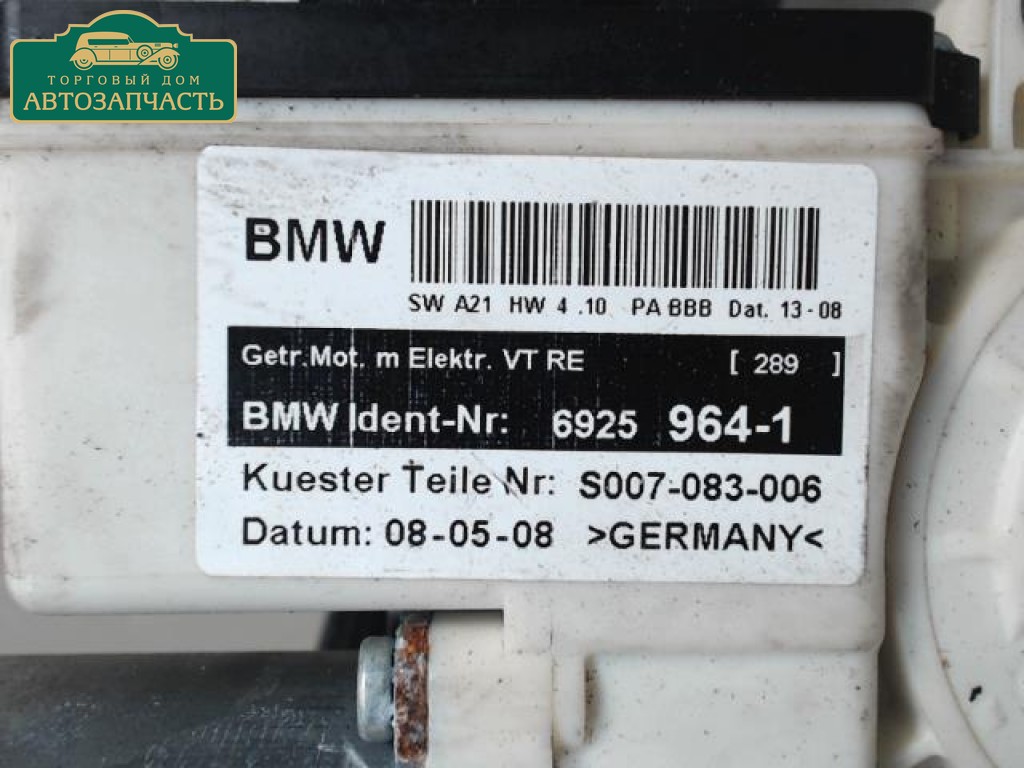 ТОРГОВЫЙ ДОМ
АВТОЗАПЧАСТЬ
BMW
SW A21 HW 4 .10 PA BBB Dat. 13-08
Getr.Mot. m Elektr. VT RE [ 289 ]
BMW Ident-Nr: 6925 964-1
Kuester Teile Nr: S007-083-006
Datum: 08-05-08 >GERMANY<